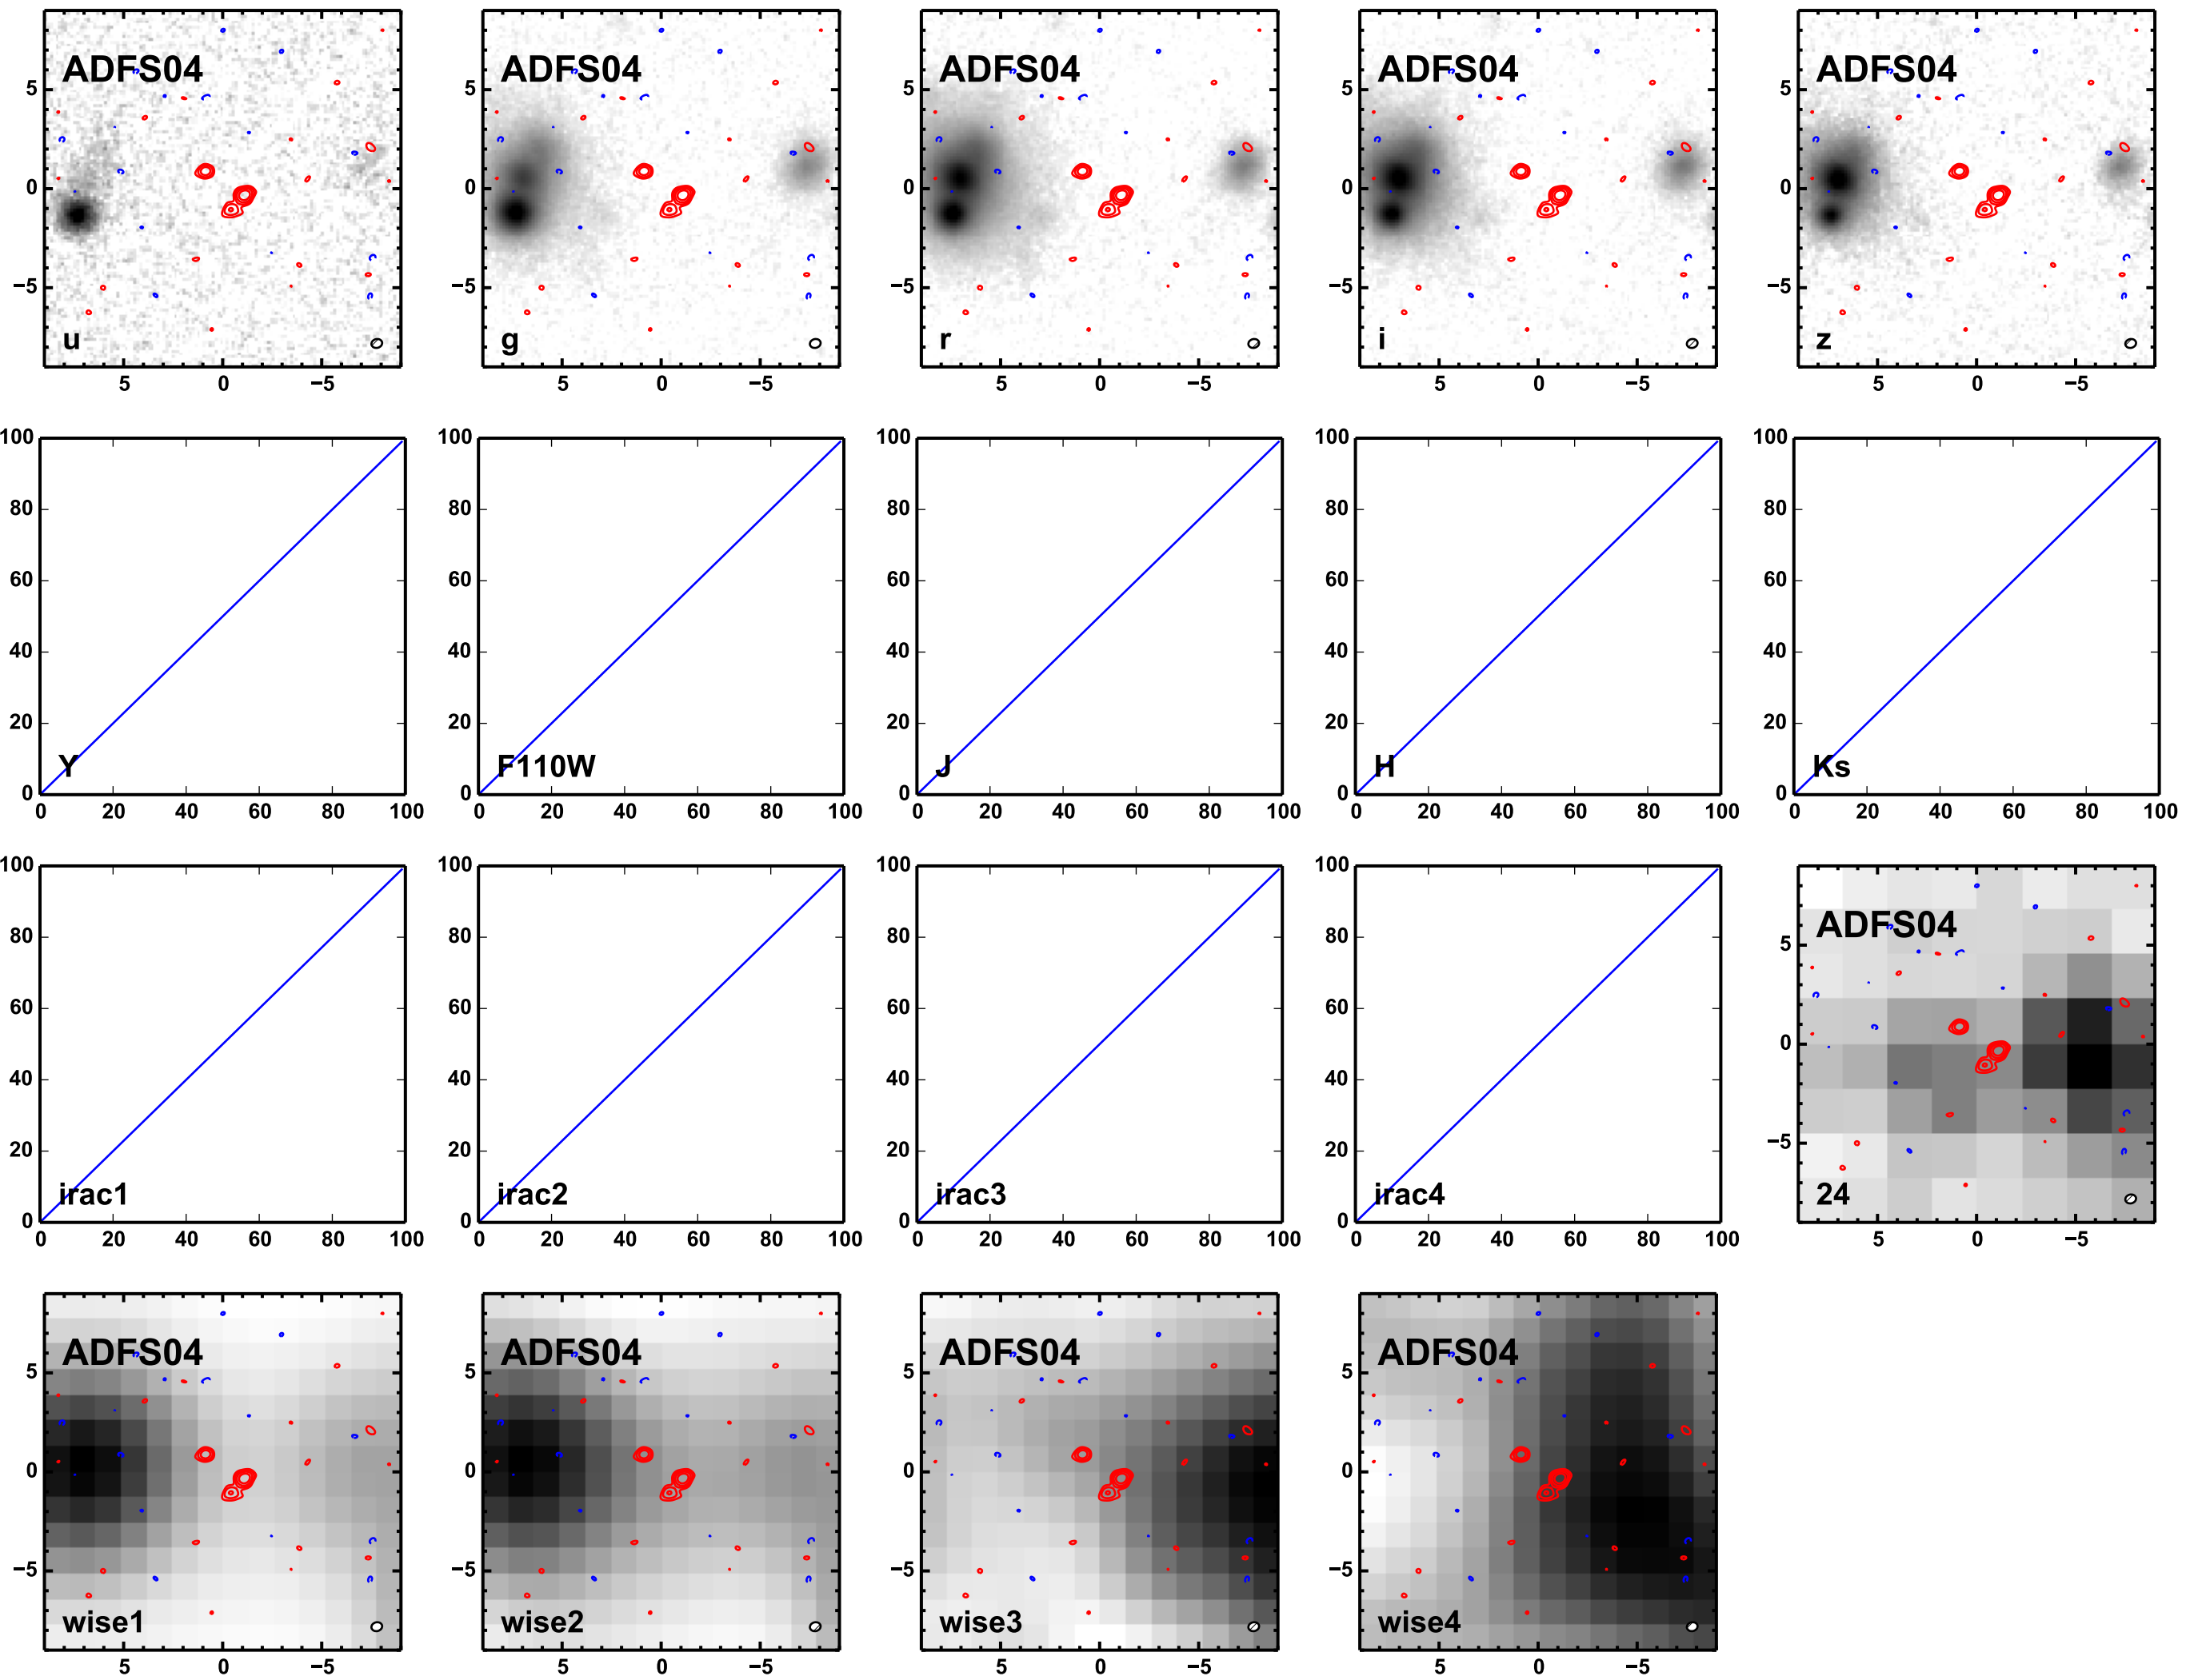 ADFS04 ADFS04 ADFS04 ADFS04 ADFS04
5 5 5 5 5
0 0 0 0 0
−5 −5 −5 −5 −5
u g r i z
5 0 −5 5 0 −5 5 0 −5 5 0 −5 5 0 −5
100 100 100 100 100
80 80 80 80 80
60 60 60 60 60
40 40 40 40 40
20 20 20 20 20
Y F110W J H Ks
0 0 0 0 0
0 20 40 60 80 100 0 20 40 60 80 100 0 20 40 60 80 100 0 20 40 60 80 100 0 20 40 60 80 100
100 100 100 100
80 80 80 80 ADFS04
5
60 60 60 60
0
40 40 40 40
20 20 20 20 −5
irac1 irac2 irac3 irac4 24
0 0 0 0
0 20 40 60 80 100 0 20 40 60 80 100 0 20 40 60 80 100 0 20 40 60 80 100 5 0 −5
ADFS04 ADFS04 ADFS04 ADFS04
5 5 5 5
0 0 0 0
−5 −5 −5 −5
wise1 wise2 wise3 wise4
5 0 −5 5 0 −5 5 0 −5 5 0 −5